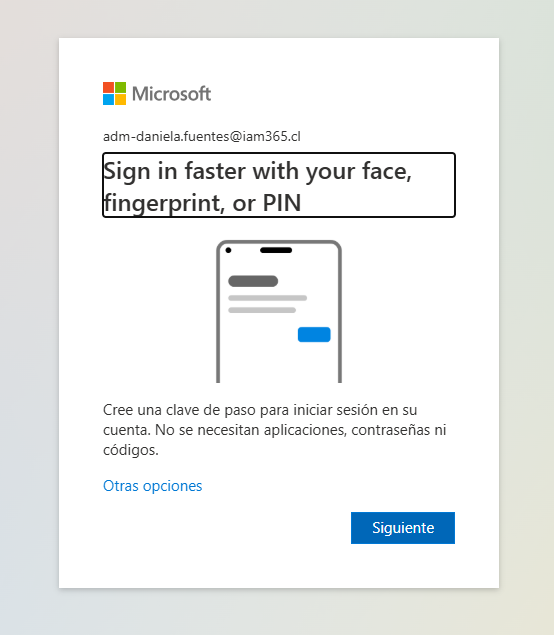 Microsoft
adm-daniela.fuentes@iam365.cl
Sign in faster with your face,
fingerprint, or PIN
Cree una clave de paso para iniciar sesión en su
cuenta. No se necesitan aplicaciones, contraseñas ni
códigos.
Otras opciones
Siguiente